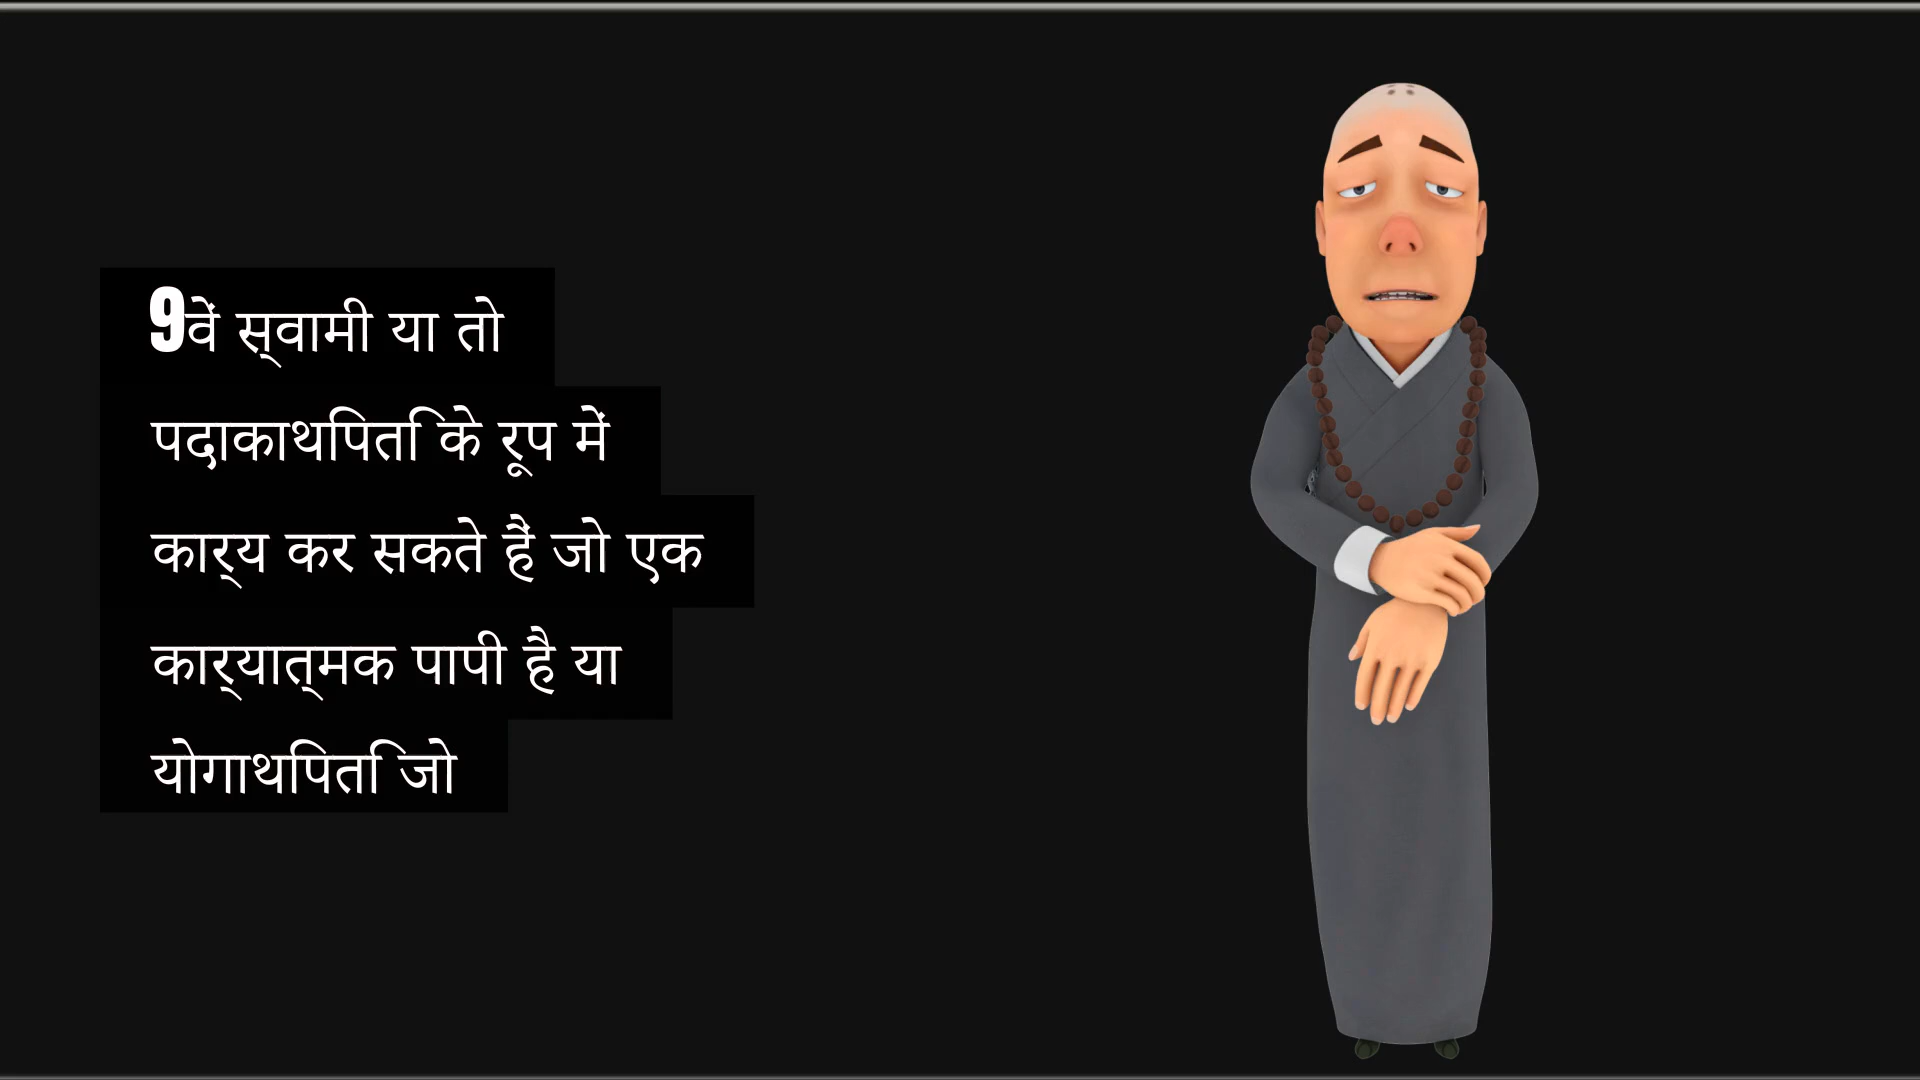 9वें स्वामी या तो
पदाकाथपिति के रूप में
कार्य कर सकते हैं जो एक
कार्यात्मक पापी है या
योगाथपिति जो